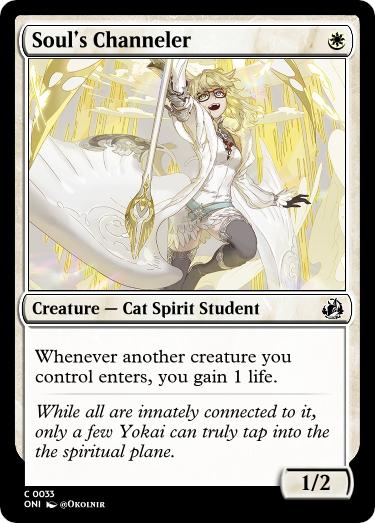 Soul's Channeler
Creature — Cat Spirit Student
Whenever another creature you
control enters, you gain 1 life.
While all are innately connected to it,
only a few Yokai can truly tap into the
the spiritual plane.
1/2
C 0033
ONI @Okolnir